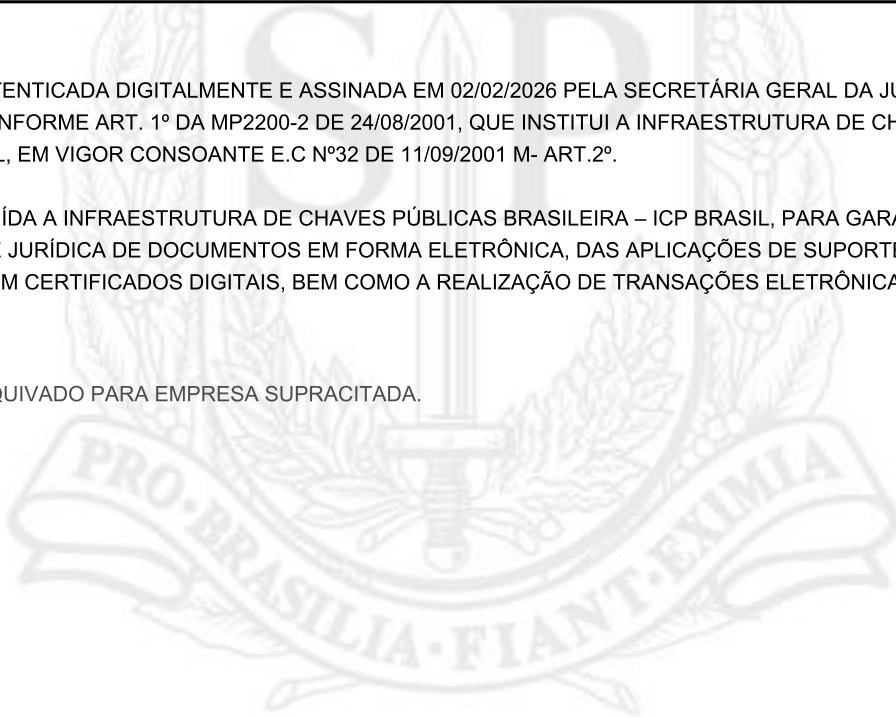 TENTICADA DIGITALMENTE E ASSINADA EM 02/02/2026 PELA SECRETÁRIA GERAL DA JU
NFORME ART. 1º DA MP2200-2 DE 24/08/2001, QUE INSTITUI A INFRAESTRUTURA DE CH
L, EM VIGOR CONSOANTE E.C Nº32 DE 11/09/2001 M- ART.2º.
ÍDA A INFRAESTRUTURA DE CHAVES PÚBLICAS BRASILEIRA – ICP BRASIL, PARA GARA
E JURÍDICA DE DOCUMENTOS EM FORMA ELETRÔNICA, DAS APLICAÇÕES DE SUPORTE
M CERTIFICADOS DIGITAIS, BEM COMO A REALIZAÇÃO DE TRANSAÇÕES ELETRÔNICA
QUIVADO PARA EMPRESA SUPRACITADA.
SP
PRO·BRASILIA·FIANT·EXIMIA